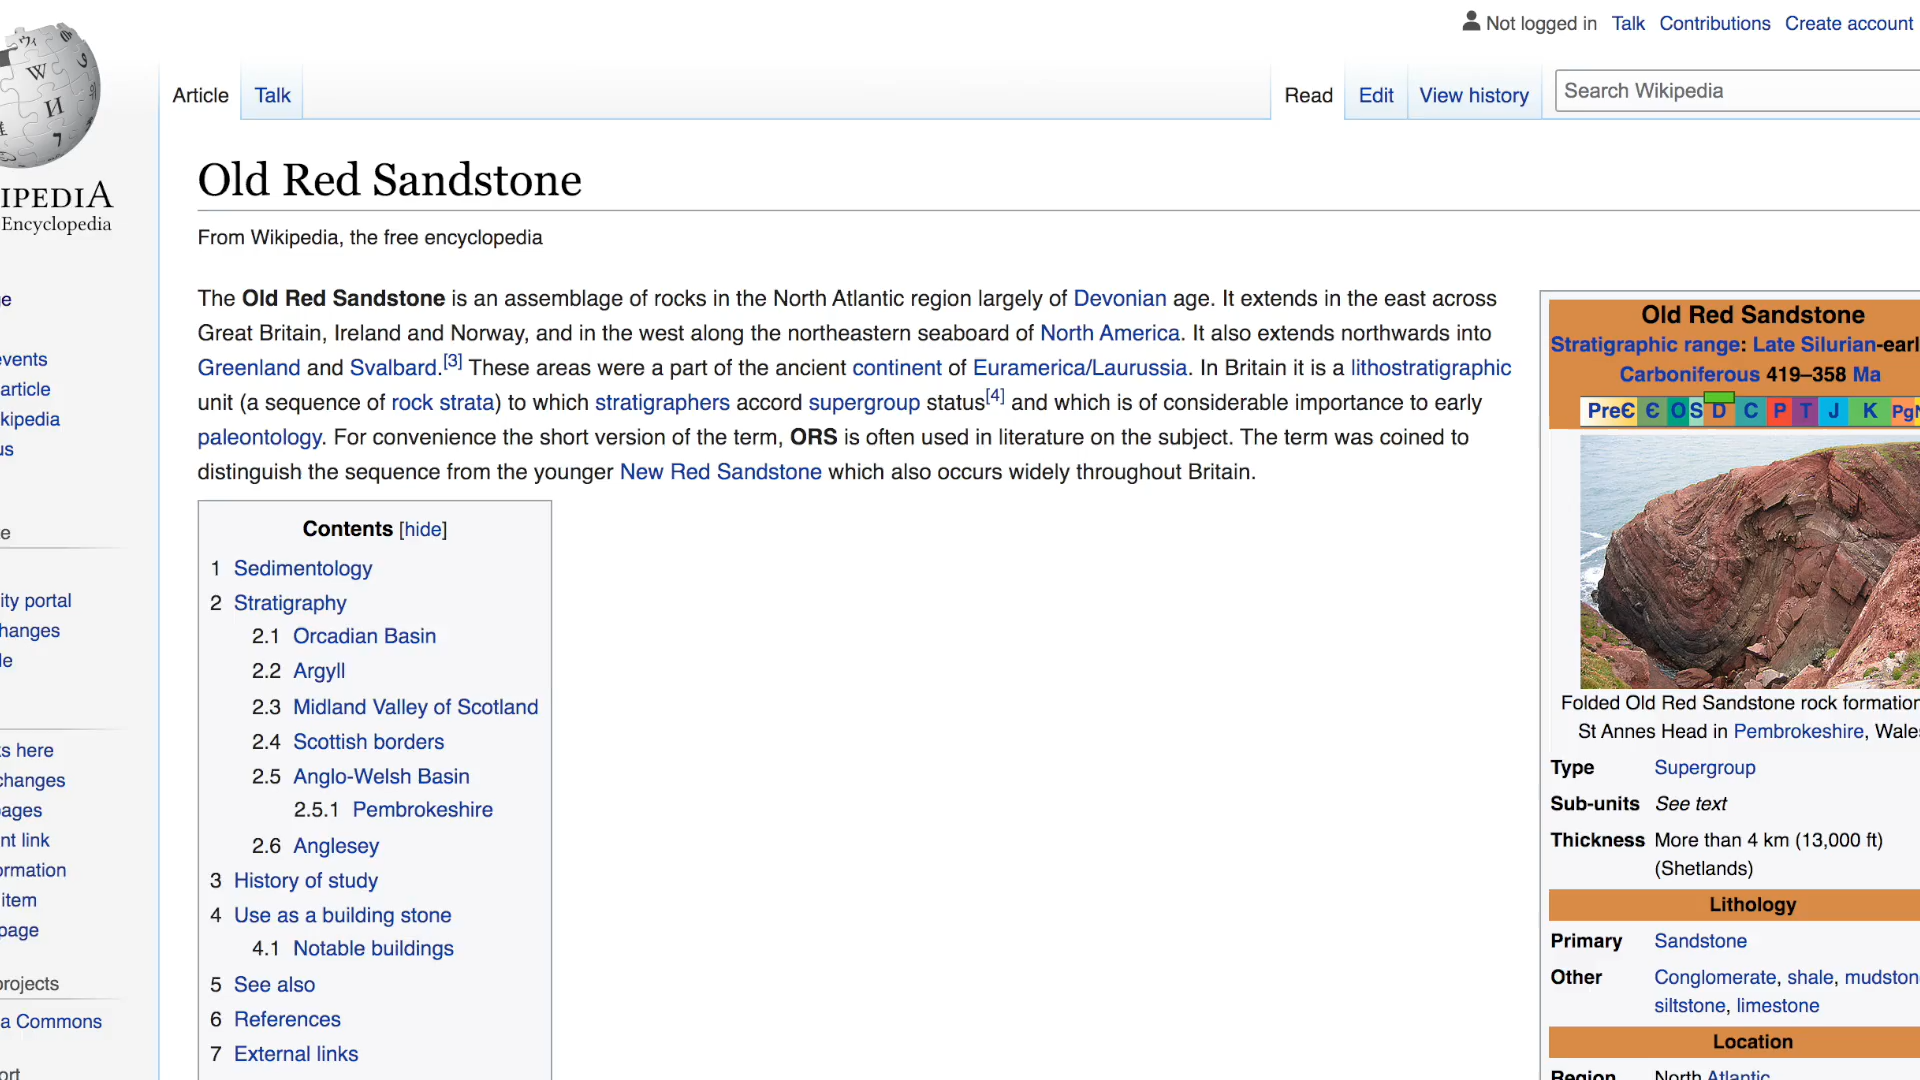 Not logged in Talk Contributions Create account
Article Talk Read Edit View history Search Wikipedia
IPEDIA
Encyclopedia
Old Red Sandstone
From Wikipedia, the free encyclopedia
The Old Red Sandstone is an assemblage of rocks in the North Atlantic region largely of Devonian age. It extends in the east across
Great Britain, Ireland and Norway, and in the west along the northeastern seaboard of North America. It also extends northwards into
Greenland and Svalbard.[3] These areas were a part of the ancient continent of Euramerica/Laurussia. In Britain it is a lithostratigraphic
unit (a sequence of rock strata) to which stratigraphers accord supergroup status[4] and which is of considerable importance to early
paleontology. For convenience the short version of the term, ORS is often used in literature on the subject. The term was coined to
distinguish the sequence from the younger New Red Sandstone which also occurs widely throughout Britain.
Contents [hide]
1 Sedimentology
2 Stratigraphy
2.1 Orcadian Basin
2.2 Argyll
2.3 Midland Valley of Scotland
2.4 Scottish borders
2.5 Anglo-Welsh Basin
2.5.1 Pembrokeshire
2.6 Anglesey
3 History of study
4 Use as a building stone
4.1 Notable buildings
5 See also
6 References
7 External links
Old Red Sandstone
Stratigraphic range: Late Silurian-earl
Carboniferous 419–358 Ma
PreЄ Є O S D C P T J K PgN
Folded Old Red Sandstone rock formation
St Annes Head in Pembrokeshire, Wales
Type Supergroup
Sub-units See text
Thickness More than 4 km (13,000 ft)
(Shetlands)
Lithology
Primary Sandstone
Other Conglomerate, shale, mudston
siltstone, limestone
Location
Region North Atlantic
e
events
article
kipedia
us
e
ity portal
hanges
le
s here
changes
pages
nt link
ormation
item
page
projects
a Commons
ort